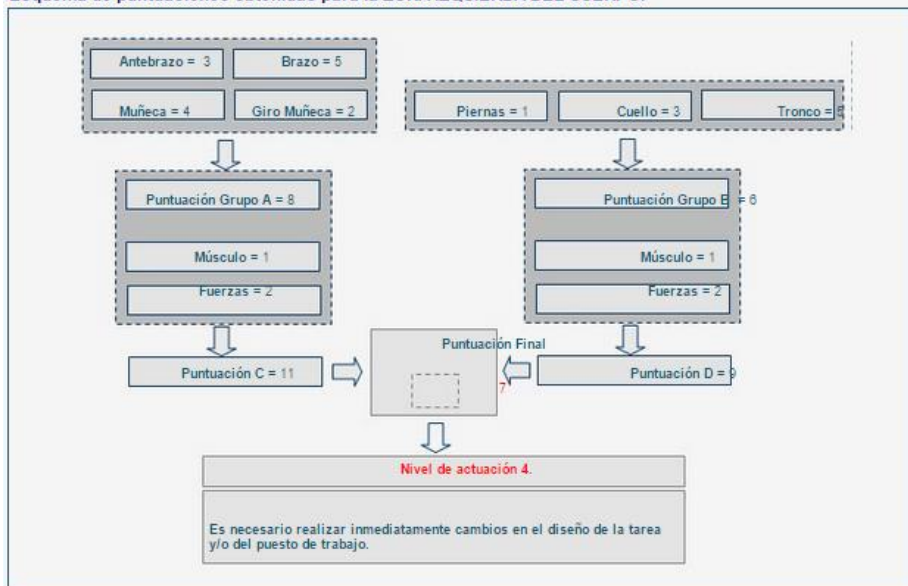 Antebrazo = 3
Brazo = 5
Muñeca = 4
Giro Muñeca = 2
Piernas = 1
Cuello = 3
Tronco =
Puntuación Grupo A = 8
Músculo = 1
Fuerzas = 2
Puntuación Grupo B = 6
Músculo = 1
Fuerzas = 2
Puntuación C = 11
Puntuación Final
7
Puntuación D = 9
Nivel de actuación 4.
Es necesario realizar inmediatamente cambios en el diseño de la tarea
y/o del puesto de trabajo.